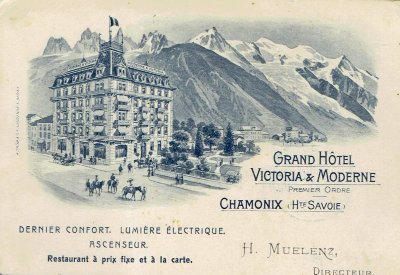 GRAND HÔTEL
VICTORIA & MODERNE
PREMIER ORDRE
CHAMONIX (HTE SAVOIE)
DERNIER CONFORT. LUMIÈRE ÉLECTRIQUE.
ASCENSEUR.
Restaurant à prix fixe et à la carte.
H. MUELENZ,
DIRECTEUR